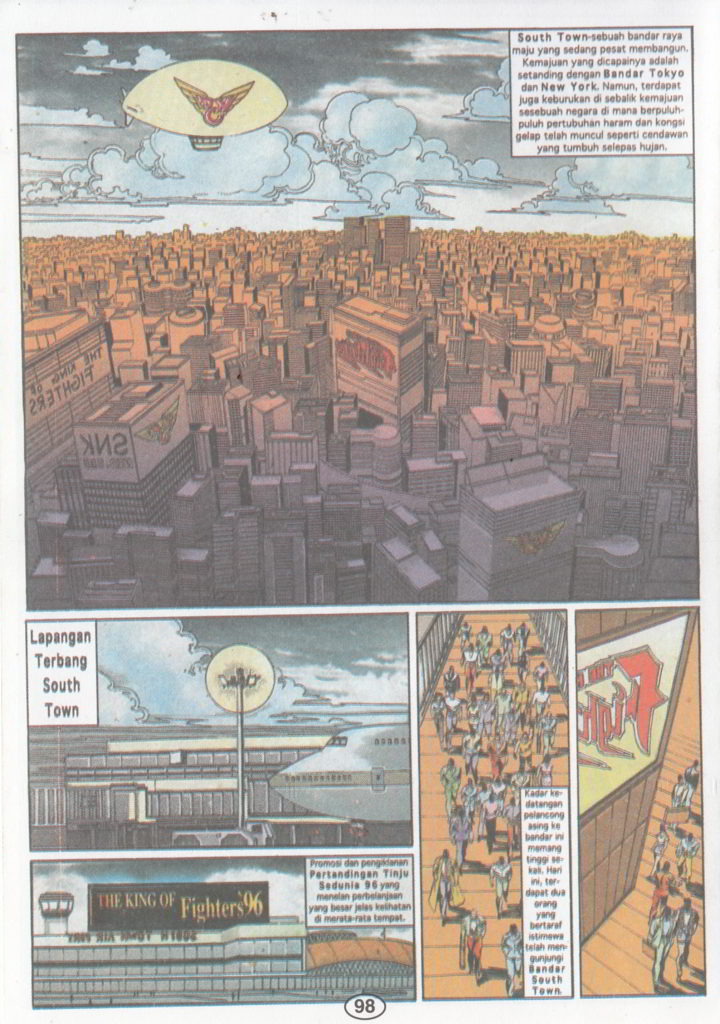 South Town-sebuah bandar raya
maju yang sedang pesat membangun.
Kemajuan yang dicapainya adalah
setanding dengan Bandar Tokyo
dan New York. Namun, terdapat
juga keburukan di sebalik kemajuan
sesebuah negara di mana berpuluh-
puluh pertubuhan haram dan kongsi
gelap telah muncul seperti cendawan
yang tumbuh selepas hujan.
THE KING OF
FIGHTERS
SNK
Lapangan
Terbang
South
Town
THE KING OF Fighters'96
Promosi dan pengiklanan
Pertandingan Tinju
Sedunia 96 yang
menelan perbelanjaan
yang besar jelas kelihatan
di merata-rata tempat.
Kadar ke-
datangan
pelancong
asing ke
bandar ini
memang
tinggi se-
kali. Hari
ini, ter-
dapat dua
orang
yang
bertaraf
istimewa
telah men-
gunjungi
Bandar
South
Town.
98